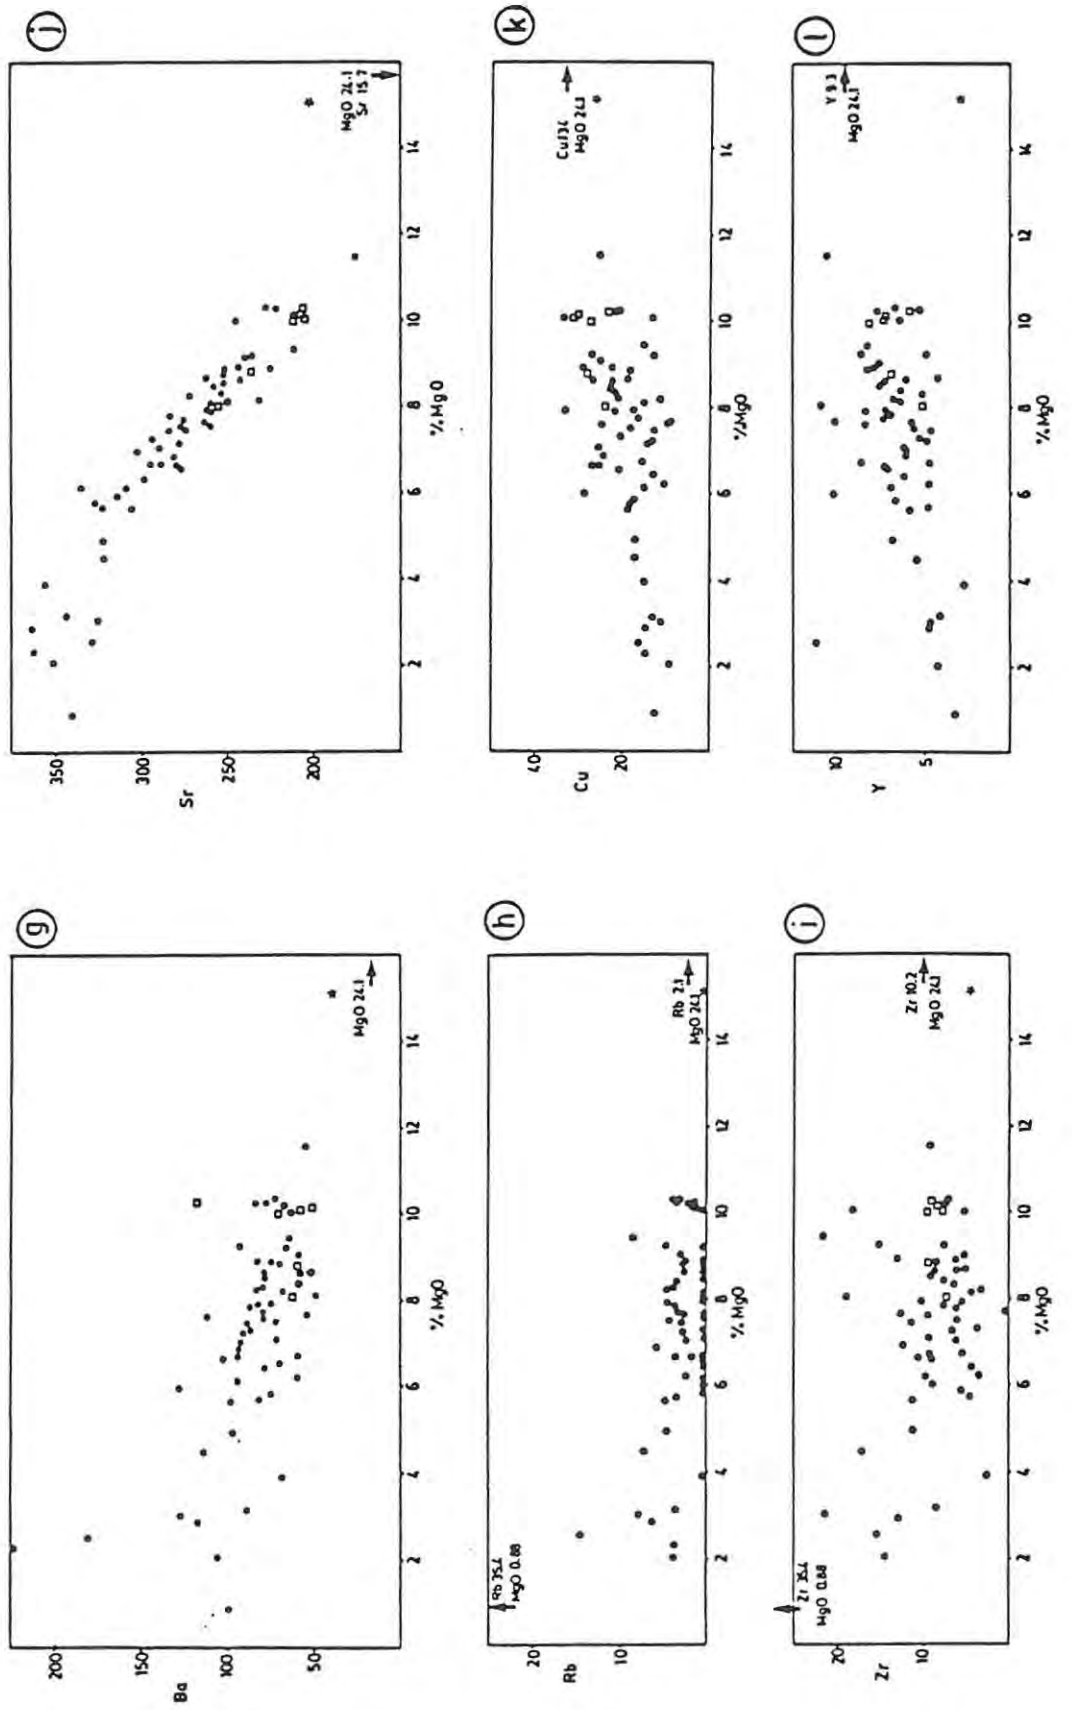 g
200
150
100
50
Ba
MgO 24.1
2 4 6 8 10 12 14
% MgO
j
350
300
250
200
Sr
MgO 24.1
Sr 15.7
2 4 6 8 10 12 14
% MgO
h
20
10
Rb
Rb 35.4
MgO 0.88
Rb 2.1
MgO 24.1
2 4 6 8 10 12 14
% MgO
k
40
20
Cu
Cu 134
MgO 24.1
2 4 6 8 10 12 14
% MgO
i
20
10
Zr
Zr 35.4
MgO 0.88
Zr 10.2
MgO 24.1
2 4 6 8 10 12 14
% MgO
l
10
5
Y
Y 9.3
MgO 24.1
2 4 6 8 10 12 14
% MgO